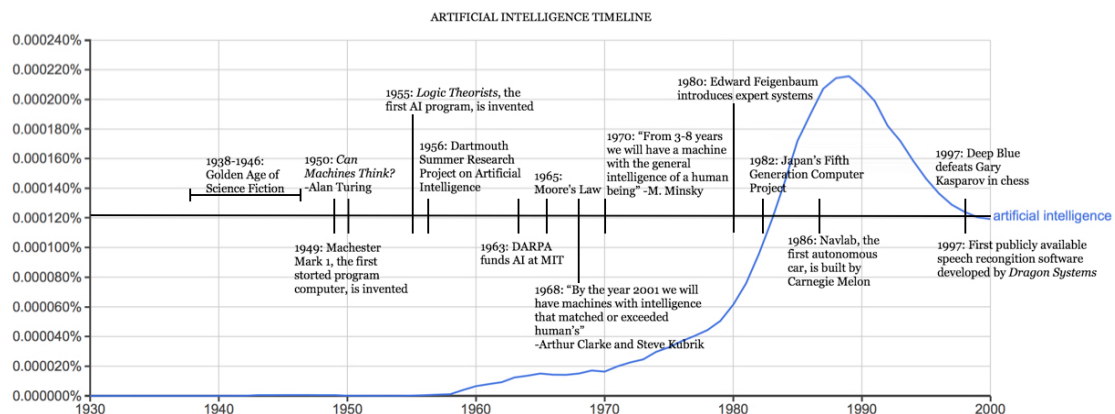 ARTIFICIAL INTELLIGENCE TIMELINE
0.000240%
0.000220%
0.000200%
0.000180%
0.000160%
0.000140%
0.000120%
0.000100%
0.000080%
0.000060%
0.000040%
0.000020%
0.000000%
1938-1946:
Golden Age of
Science Fiction
1950: Can
Machines Think?
-Alan Turing
1949: Machester
Mark 1, the first
storted program
computer, is invented
1955: Logic Theorists, the
first AI program, is invented
1956: Dartmouth
Summer Research
Project on Artificial
Intelligence
1963: DARPA
funds AI at MIT
1965:
Moore's Law
1968: “By the year 2001 we will
have machines with intelligence
that matched or exceeded
human's”
-Arthur Clarke and Steve Kubrik
1970: “From 3-8 years
we will have a machine
with the general
intelligence of a human
being” -M. Minsky
1980: Edward Feigenbaum
introduces expert systems
1982: Japan's Fifth
Generation Computer
Project
1986: Navlab, the
first autonomous
car, is built by
Carnegie Melon
1997: Deep Blue
defeats Gary
Kasparov in chess
1997: First publicly available
speech recongition software
developed by Dragon Systems
artificial intelligence
1930
1940
1950
1960
1970
1980
1990
2000